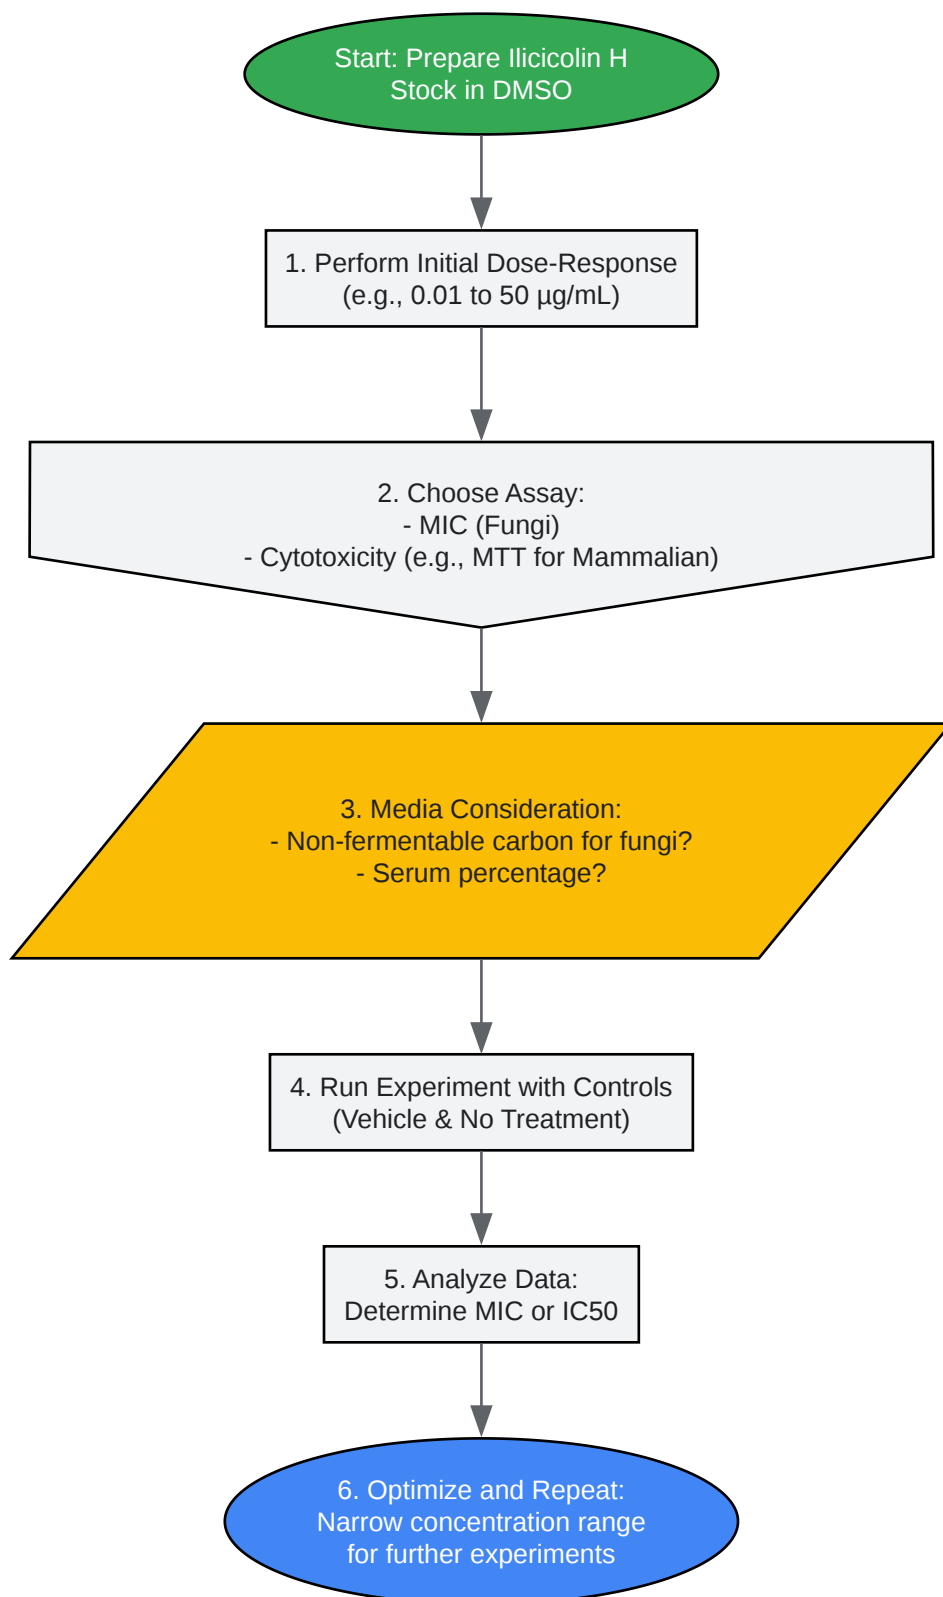 Start: Prepare Ilicicolin H
Stock in DMSO
1. Perform Initial Dose-Response
(e.g., 0.01 to 50 µg/mL)
2. Choose Assay:
- MIC (Fungi)
- Cytotoxicity (e.g., MTT for Mammalian)
3. Media Consideration:
- Non-fermentable carbon for fungi?
- Serum percentage?
4. Run Experiment with Controls
(Vehicle & No Treatment)
5. Analyze Data:
Determine MIC or IC50
6. Optimize and Repeat:
Narrow concentration range
for further experiments